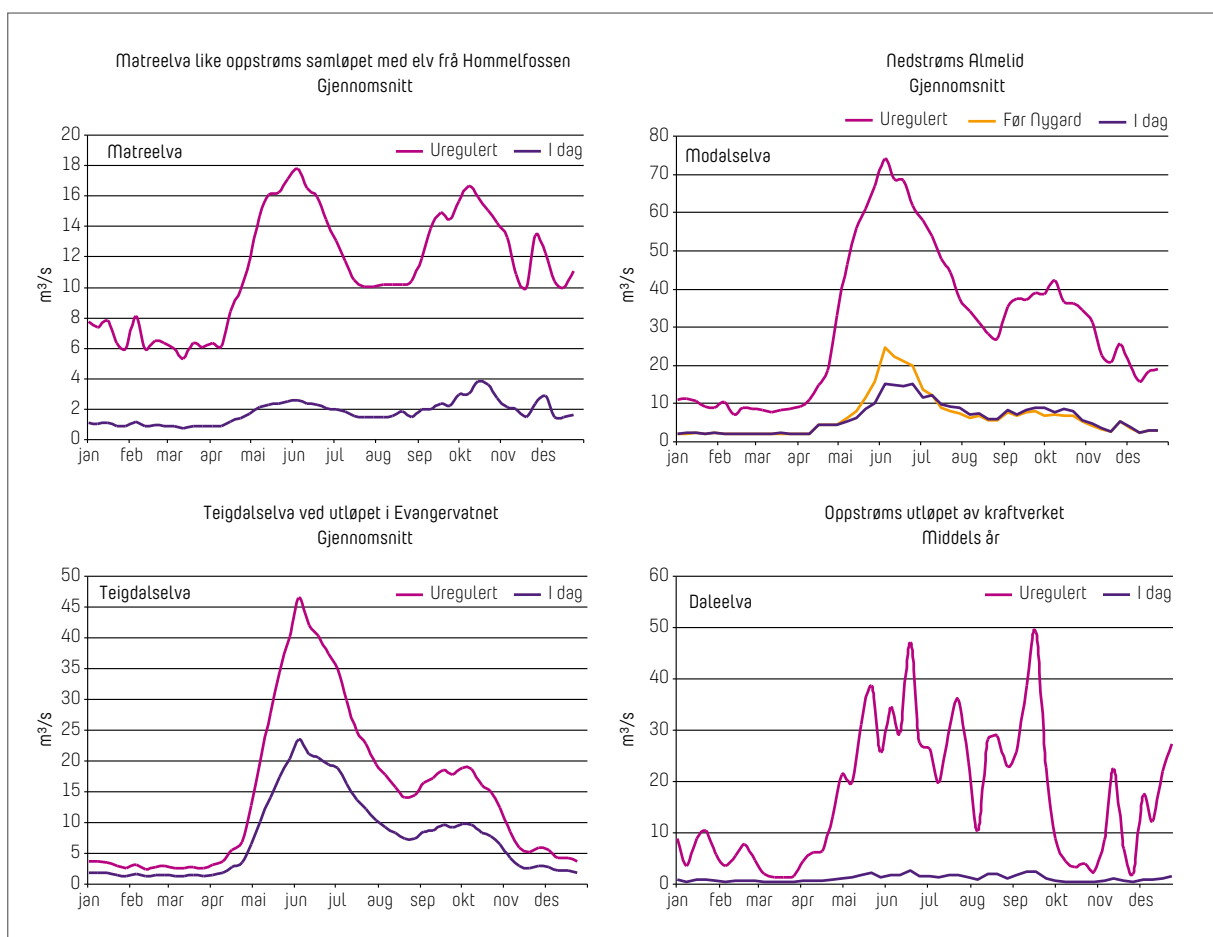 Matreelva like oppstrøms samløpet med elv frå Hommelfossen
Gjennomsnitt
Matreelva
Uregulert
I dag
m³/s
20
18
16
14
12
10
8
6
4
2
0
jan feb mar apr mai jun jul aug sep okt nov des
Nedstrøms Almelid
Gjennomsnitt
Uregulert
Før Nygard
I dag
Modalselva
m³/s
80
70
60
50
40
30
20
10
0
jan feb mar apr mai jun jul aug sep okt nov des
Teigdalselva ved utløpet i Evangervatnet
Gjennomsnitt
Teigdalselva
Uregulert
I dag
m³/s
50
45
40
35
30
25
20
15
10
5
0
jan feb mar apr mai jun jul aug sep okt nov des
Oppstrøms utløpet av kraftverket
Middels år
Daleelva
Uregulert
I dag
m³/s
60
50
40
30
20
10
0
jan feb mar apr mai jun jul aug sep okt nov des